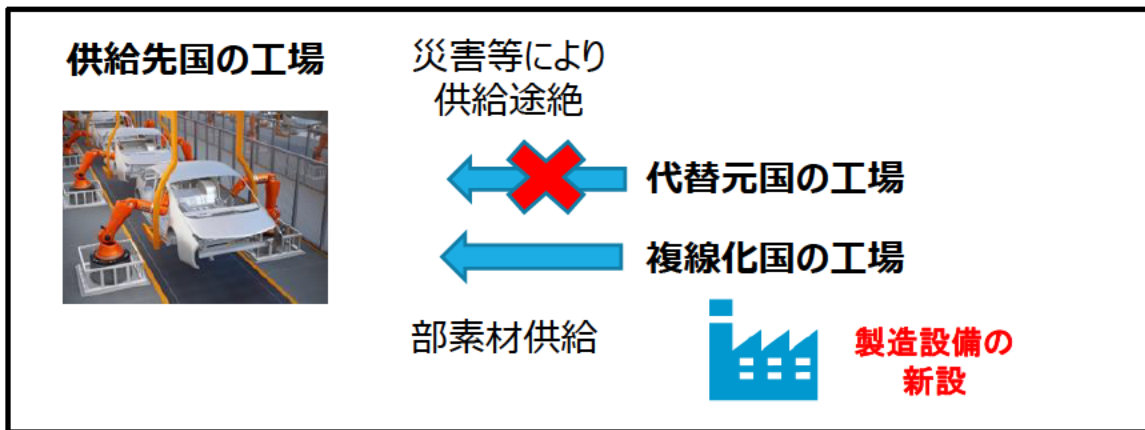 供給先国の工場
災害等により
供給途絶
代替元国の工場
複線化国の工場
部素材供給
製造設備の
新設